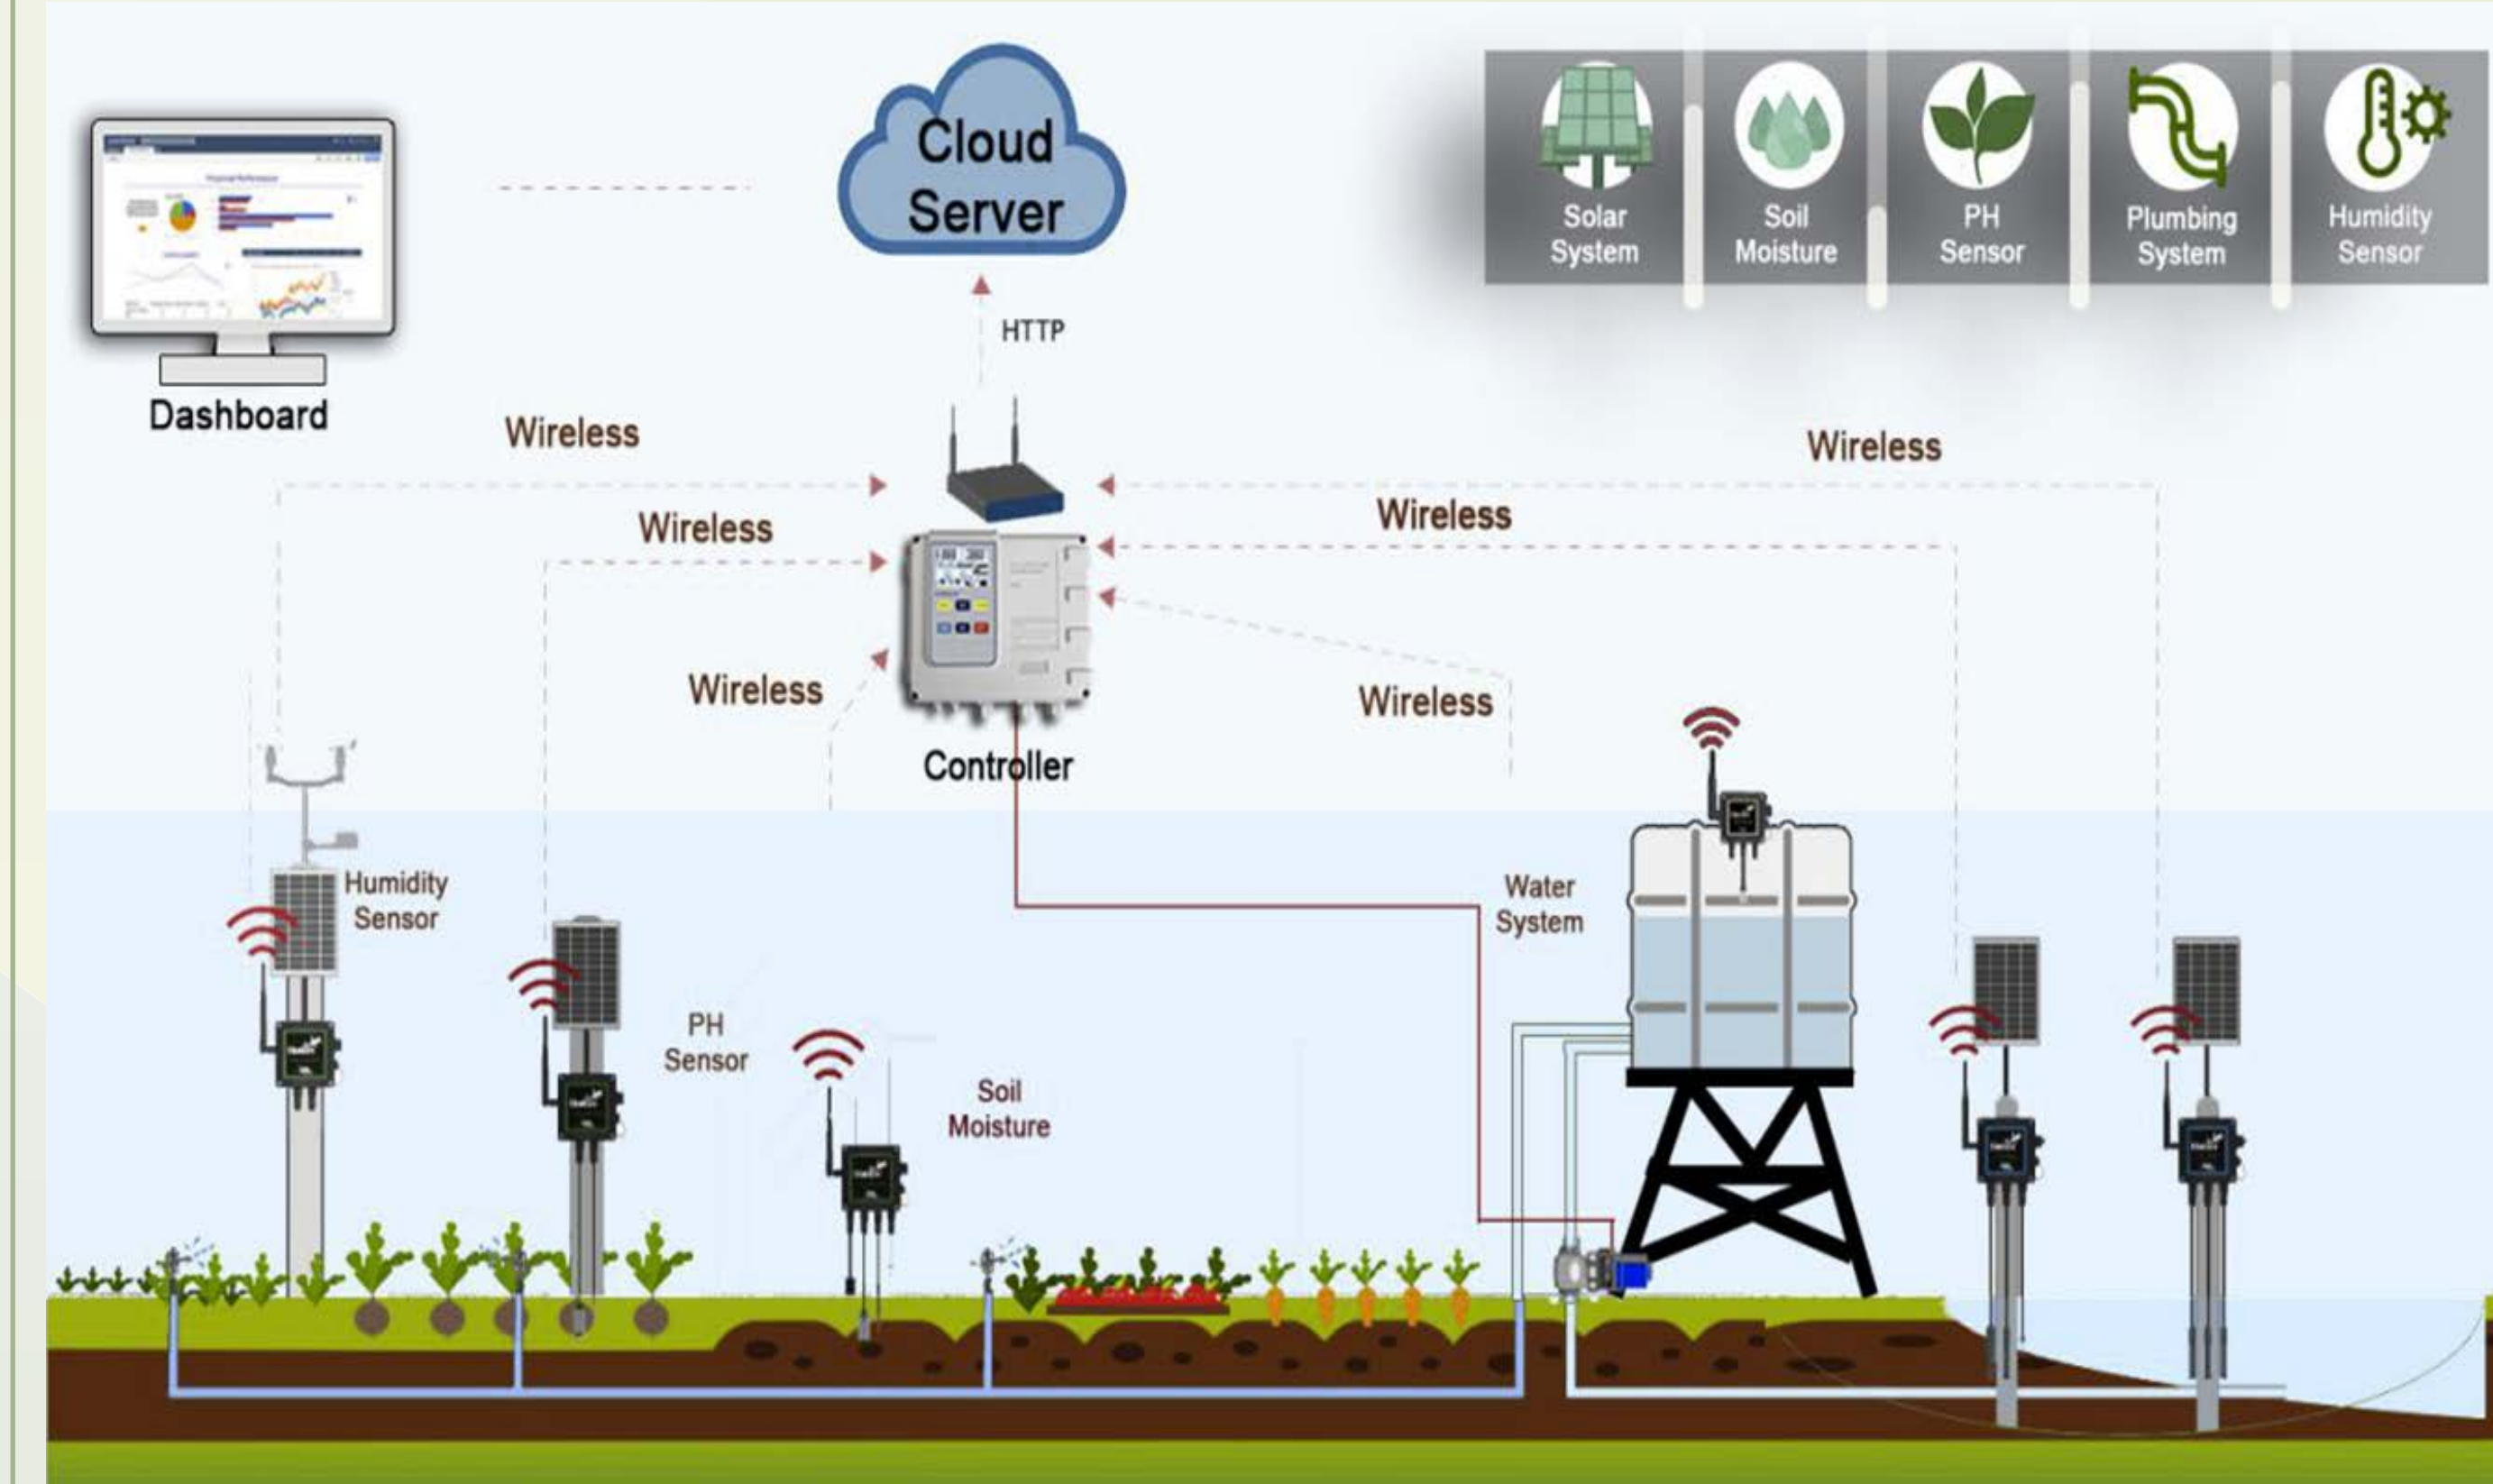 Cloud
Server
Solar
System
Soil
Moisture
PH
Sensor
Plumbing
System
Humidity
Sensor
HTTP
Dashboard
Wireless
Wireless
Wireless
Wireless
Wireless
Wireless
Controller
Humidity
Sensor
Water
System
PH
Sensor
Soil
Moisture